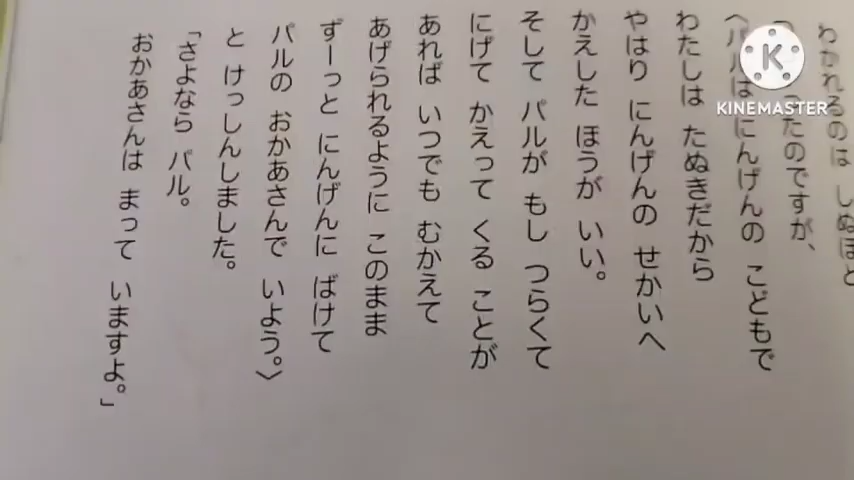 わかれるのは しぬほど
たのですが、
〈パルは にんげんの こどもで
わたしは たぬきだから
やはり にんげんの せかいへ
かえした ほうが いい。
そして パルが もし つらくて
にげて かえって くる ことが
あれば いつでも むかえて
あげられるように このまま
ずーっと にんげんに ばけて
パルの おかあさんで いよう。〉
と けっしんしました。
「さよなら パル。
おかあさんは まって いますよ。」
KINEMASTER